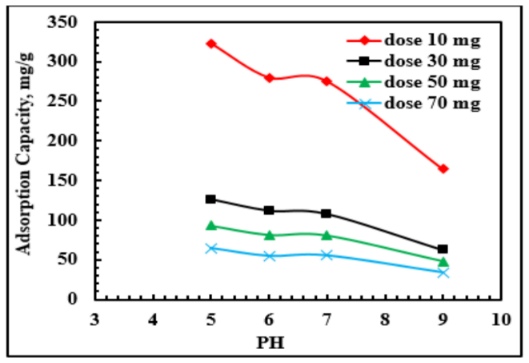 350
300
250
200
150
100
50
0
Adsorption Capacity, mg/g
dose 10 mg
dose 30 mg
dose 50 mg
dose 70 mg
3 4 5 6 7 8 9 10
PH